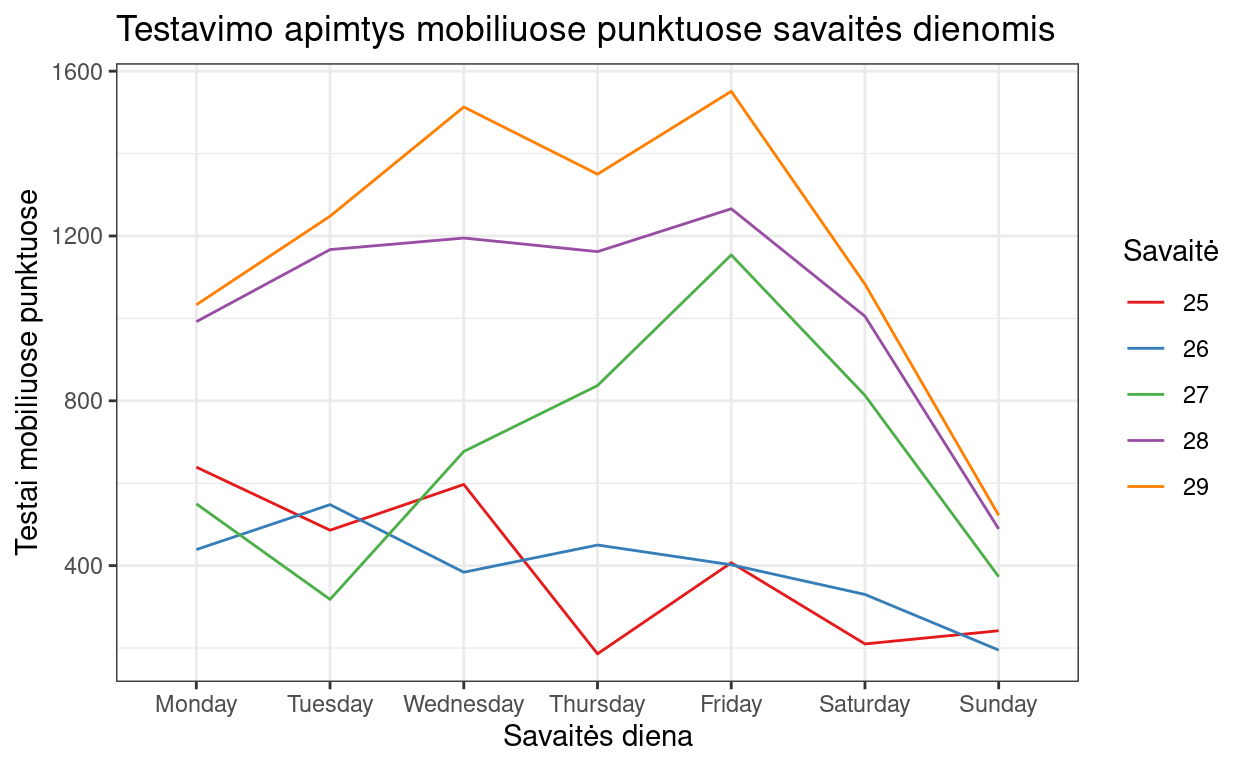 Testavimo apimtys mobiliuose punktuose savaitės dienomis
Testai mobiliuose punktuose
1600
1200
800
400
Monday Tuesday Wednesday Thursday Friday Saturday Sunday
Savaitės diena
Savaitė
25
26
27
28
29